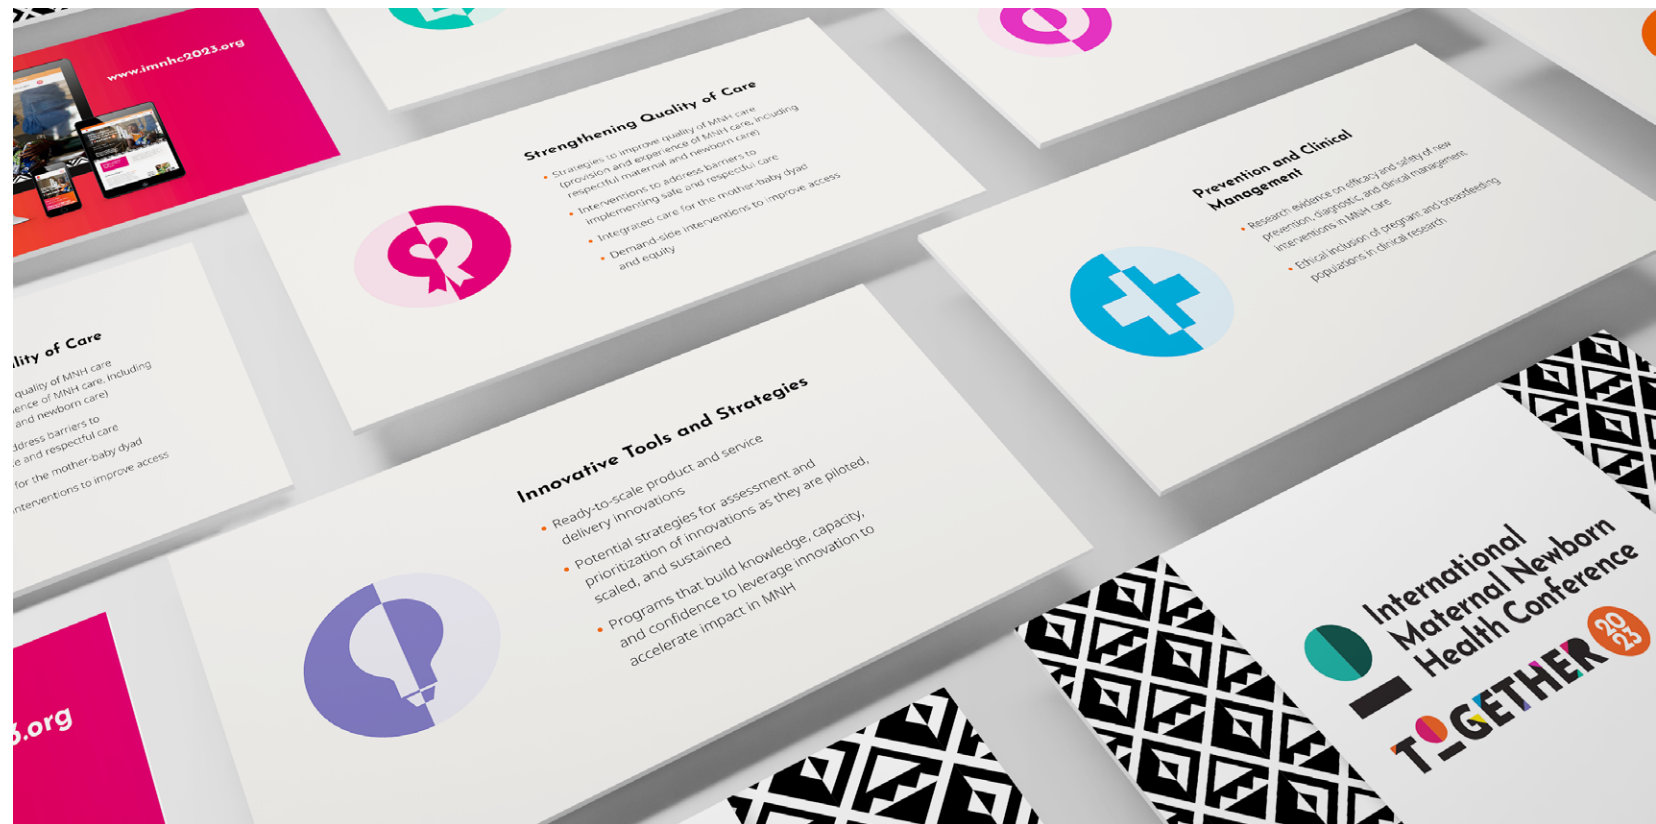 www.imnhc2023.org
Strengthening Quality of Care
• Strategies to improve quality of MNH care
(provision and experience of MNH care, including
respectful maternal and newborn care)
• Interventions to address barriers to
implementing safe and respectful care
• Integrated care for the mother-baby dyad
• Demand-side interventions to improve access
and equity
Prevention and Clinical
Management
• Research evidence on efficacy and safety of new
prevention, diagnostic, and clinical management
interventions in MNH care
• Ethical inclusion of pregnant and breastfeeding
populations in clinical research
lity of Care
quality of MNH care
ence of MNH care, including
and newborn care)
ddress barriers to
e and respectful care
for the mother-baby dyad
nterventions to improve access
Innovative Tools and Strategies
• Ready-to-scale product and service
delivery innovations
• Potential strategies for assessment and
prioritization of innovations as they are piloted,
scaled, and sustained
• Programs that build knowledge, capacity,
and confidence to leverage innovation to
accelerate impact in MNH
3.org
International
Maternal Newborn
Health Conference
TOGETHER
20
23